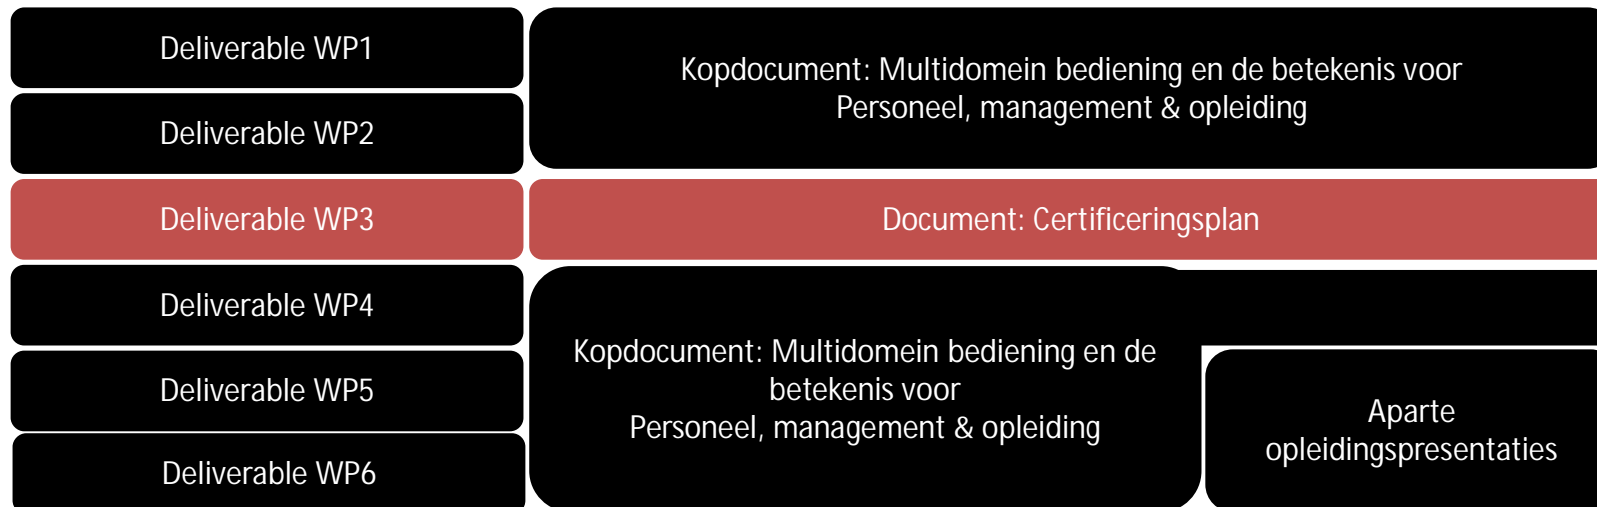 Deliverable WP1
Kopdocument: Multidomein bediening en de betekenis voor
Personeel, management & opleiding
Deliverable WP2
Deliverable WP3
Document: Certificeringsplan
Deliverable WP4
Kopdocument: Multidomein bediening en de
betekenis voor
Personeel, management & opleiding
Deliverable WP5
Aparte
opleidingspresentaties
Deliverable WP6